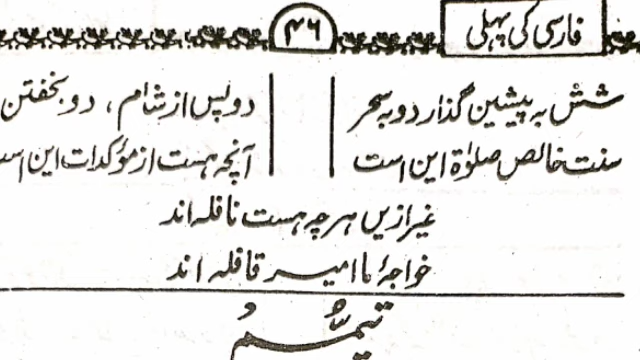 فارسی کی پہلی
۴۶
شش بہ پیشین گذار دو بہ سحر دو پس از شام، دو بخفتن
سنت خالص صلوٰۃ این است آنچہ ہست از مؤکدات این
غیر ازیں ہر چہ ہست نافلہ اند
خواجۂ ما امیر قافلہ اند
تیمم